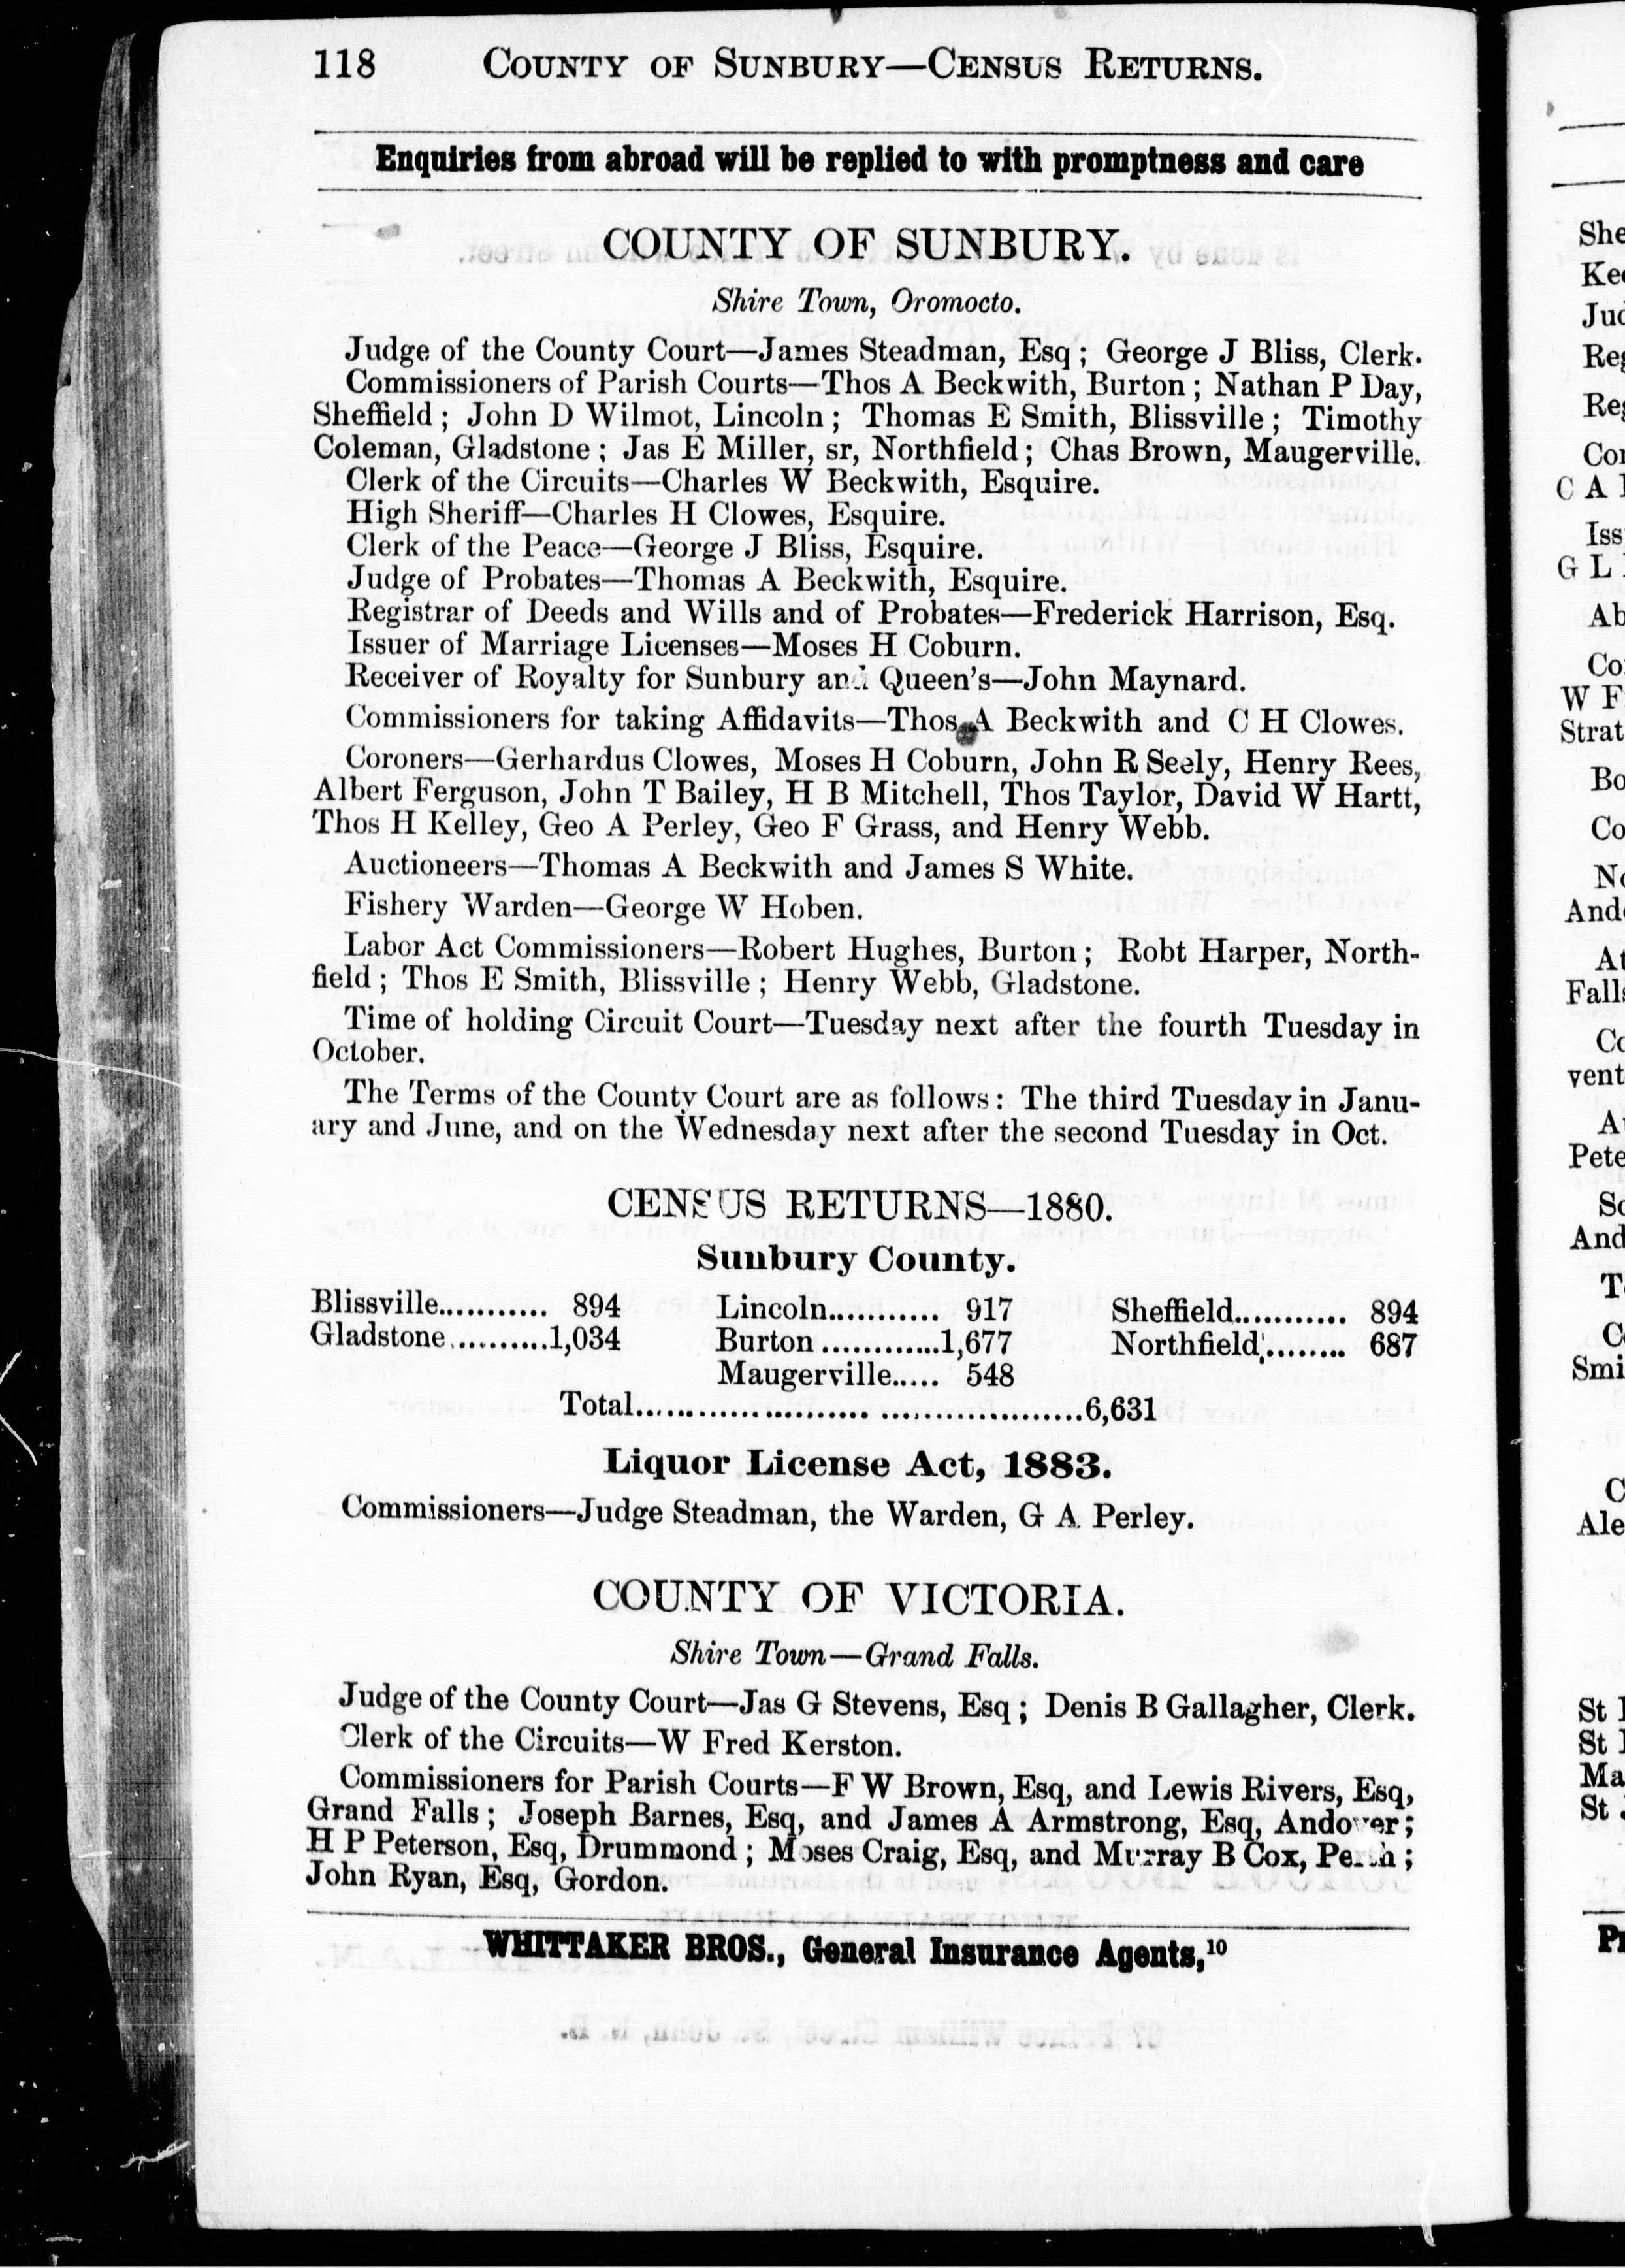 118 COUNTY OF SUNBURY—CENSUS RETURNS.
Enquiries from abroad will be replied to with promptness and care
COUNTY OF SUNBURY.
Shire Town, Oromocto.
Judge of the County Court—James Steadman, Esq; George J Bliss, Clerk.
Commissioners of Parish Courts—Thos A Beckwith, Burton; Nathan P Day,
Sheffield; John D Wilmot, Lincoln; Thomas E Smith, Blissville; Timothy
Coleman, Gladstone; Jas E Miller, sr, Northfield; Chas Brown, Maugerville.
Clerk of the Circuits—Charles W Beckwith, Esquire.
High Sheriff—Charles H Clowes, Esquire.
Clerk of the Peace—George J Bliss, Esquire.
Judge of Probates—Thomas A Beckwith, Esquire.
Registrar of Deeds and Wills and of Probates—Frederick Harrison, Esq.
Issuer of Marriage Licenses—Moses H Coburn.
Receiver of Royalty for Sunbury and Queen's—John Maynard.
Commissioners for taking Affidavits—Thos A Beckwith and C H Clowes.
Coroners—Gerhardus Clowes, Moses H Coburn, John R Seely, Henry Rees,
Albert Ferguson, John T Bailey, H B Mitchell, Thos Taylor, David W Hartt,
Thos H Kelley, Geo A Perley, Geo F Grass, and Henry Webb.
Auctioneers—Thomas A Beckwith and James S White.
Fishery Warden—George W Hoben.
Labor Act Commissioners—Robert Hughes, Burton; Robt Harper, North-
field; Thos E Smith, Blissville; Henry Webb, Gladstone.
Time of holding Circuit Court—Tuesday next after the fourth Tuesday in
October.
The Terms of the County Court are as follows: The third Tuesday in Janu-
ary and June, and on the Wednesday next after the second Tuesday in Oct.
CENSUS RETURNS—1880.
Sunbury County.
Blissville........... 894 Lincoln........... 917 Sheffield........... 894
Gladstone..........1,034 Burton............1,677 Northfield......... 687
Maugerville..... 548
Total..........................................6,631
Liquor License Act, 1883.
Commissioners—Judge Steadman, the Warden, G A Perley.
COUNTY OF VICTORIA.
Shire Town—Grand Falls.
Judge of the County Court—Jas G Stevens, Esq; Denis B Gallagher, Clerk.
Clerk of the Circuits—W Fred Kerston.
Commissioners for Parish Courts—F W Brown, Esq, and Lewis Rivers, Esq,
Grand Falls; Joseph Barnes, Esq, and James A Armstrong, Esq, Andover;
H P Peterson, Esq, Drummond; Moses Craig, Esq, and Murray B Cox, Perth;
John Ryan, Esq, Gordon.
WHITTAKER BROS., General Insurance Agents,10